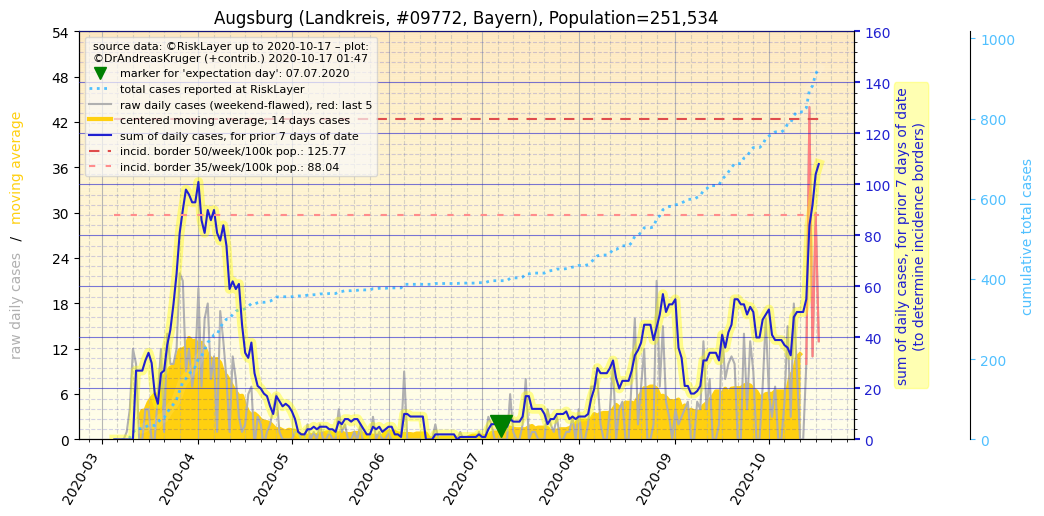 Augsburg (Landkreis, #09772, Bayern), Population=251,534
source data: ©RiskLayer up to 2020-10-17 – plot:
©DrAndreasKruger (+contrib.) 2020-10-17 01:47
marker for 'expectation day': 07.07.2020
total cases reported at RiskLayer
raw daily cases (weekend-flawed), red: last 5
centered moving average, 14 days cases
sum of daily cases, for prior 7 days of date
incid. border 50/week/100k pop.: 125.77
incid. border 35/week/100k pop.: 88.04
raw daily cases / moving average
54
48
42
36
30
24
18
12
6
0
2020-03
2020-04
2020-05
2020-06
2020-07
2020-08
2020-09
2020-10
160
140
120
100
80
60
40
20
0
sum of daily cases, for prior 7 days of date
(to determine incidence borders)
1000
800
600
400
200
0
cumulative total cases